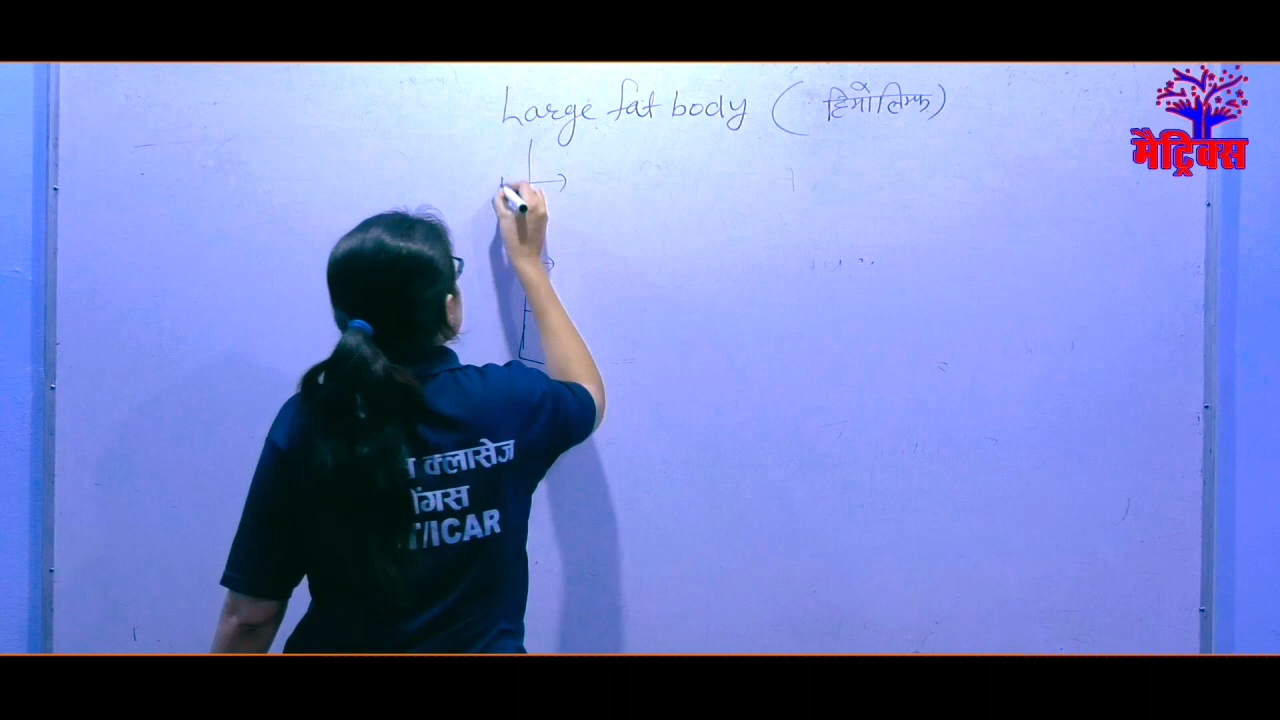 Large fat body ( हिमोलिम्फ )
मैट्रिक्स
क्लासेज
/ICAR